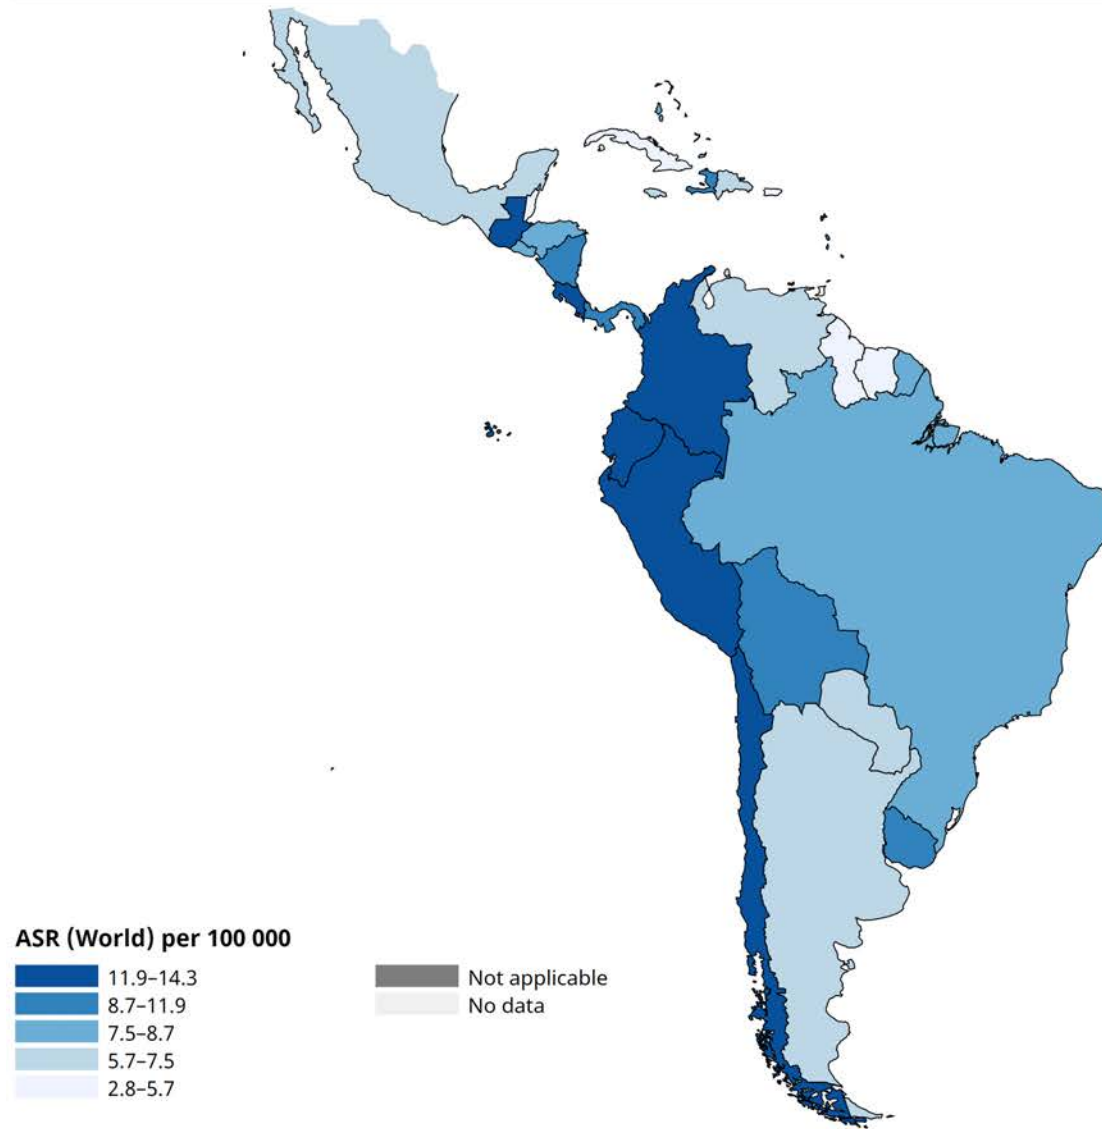 ASR (World) per 100 000
11.9–14.3
8.7–11.9
7.5–8.7
5.7–7.5
2.8–5.7
Not applicable
No data